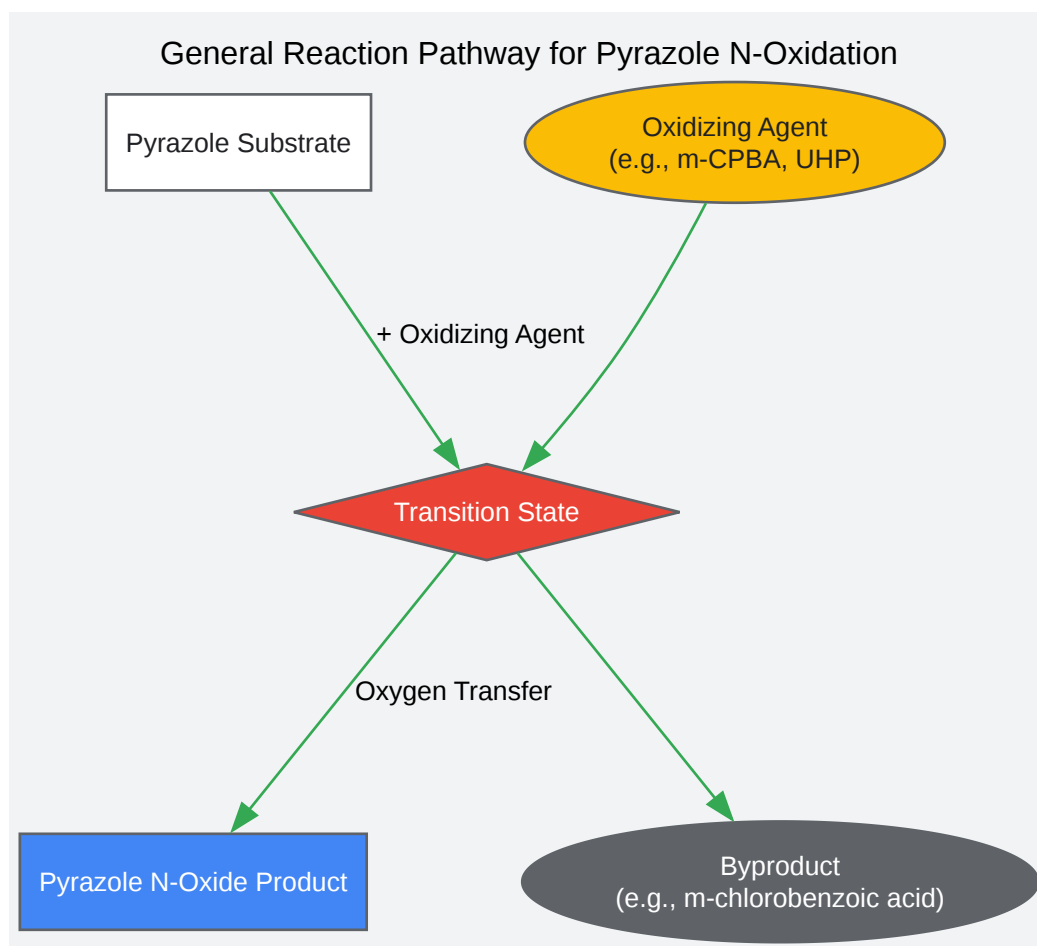 General Reaction Pathway for Pyrazole N-Oxidation
Pyrazole Substrate
Oxidizing Agent
(e.g., m-CPBA, UHP)
+ Oxidizing Agent
Transition State
Oxygen Transfer
Pyrazole N-Oxide Product
Byproduct
(e.g., m-chlorobenzoic acid)